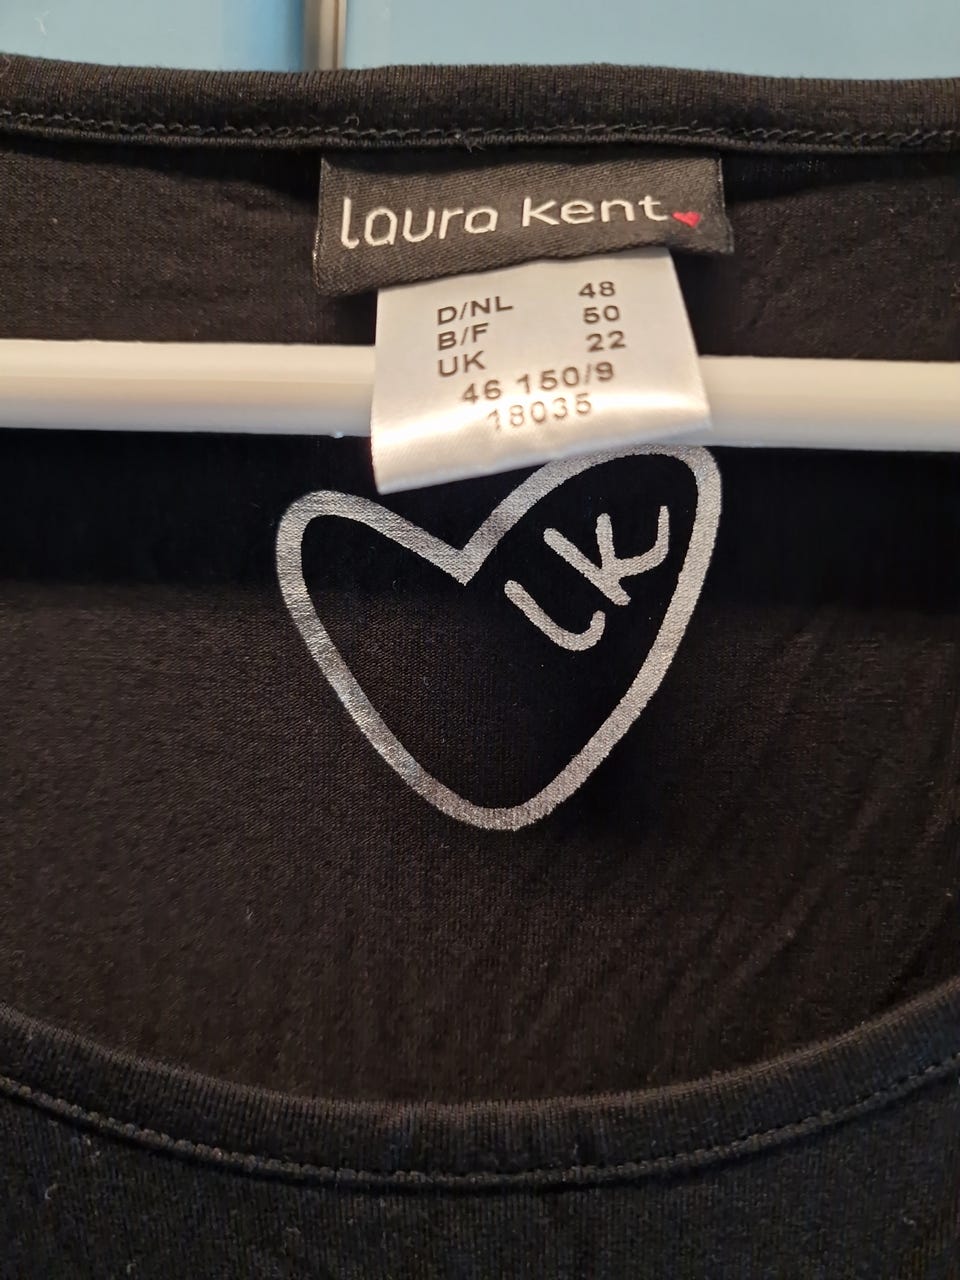 laura kent
D/NL 48
B/F 50
UK 22
46 150/9
18035
lk